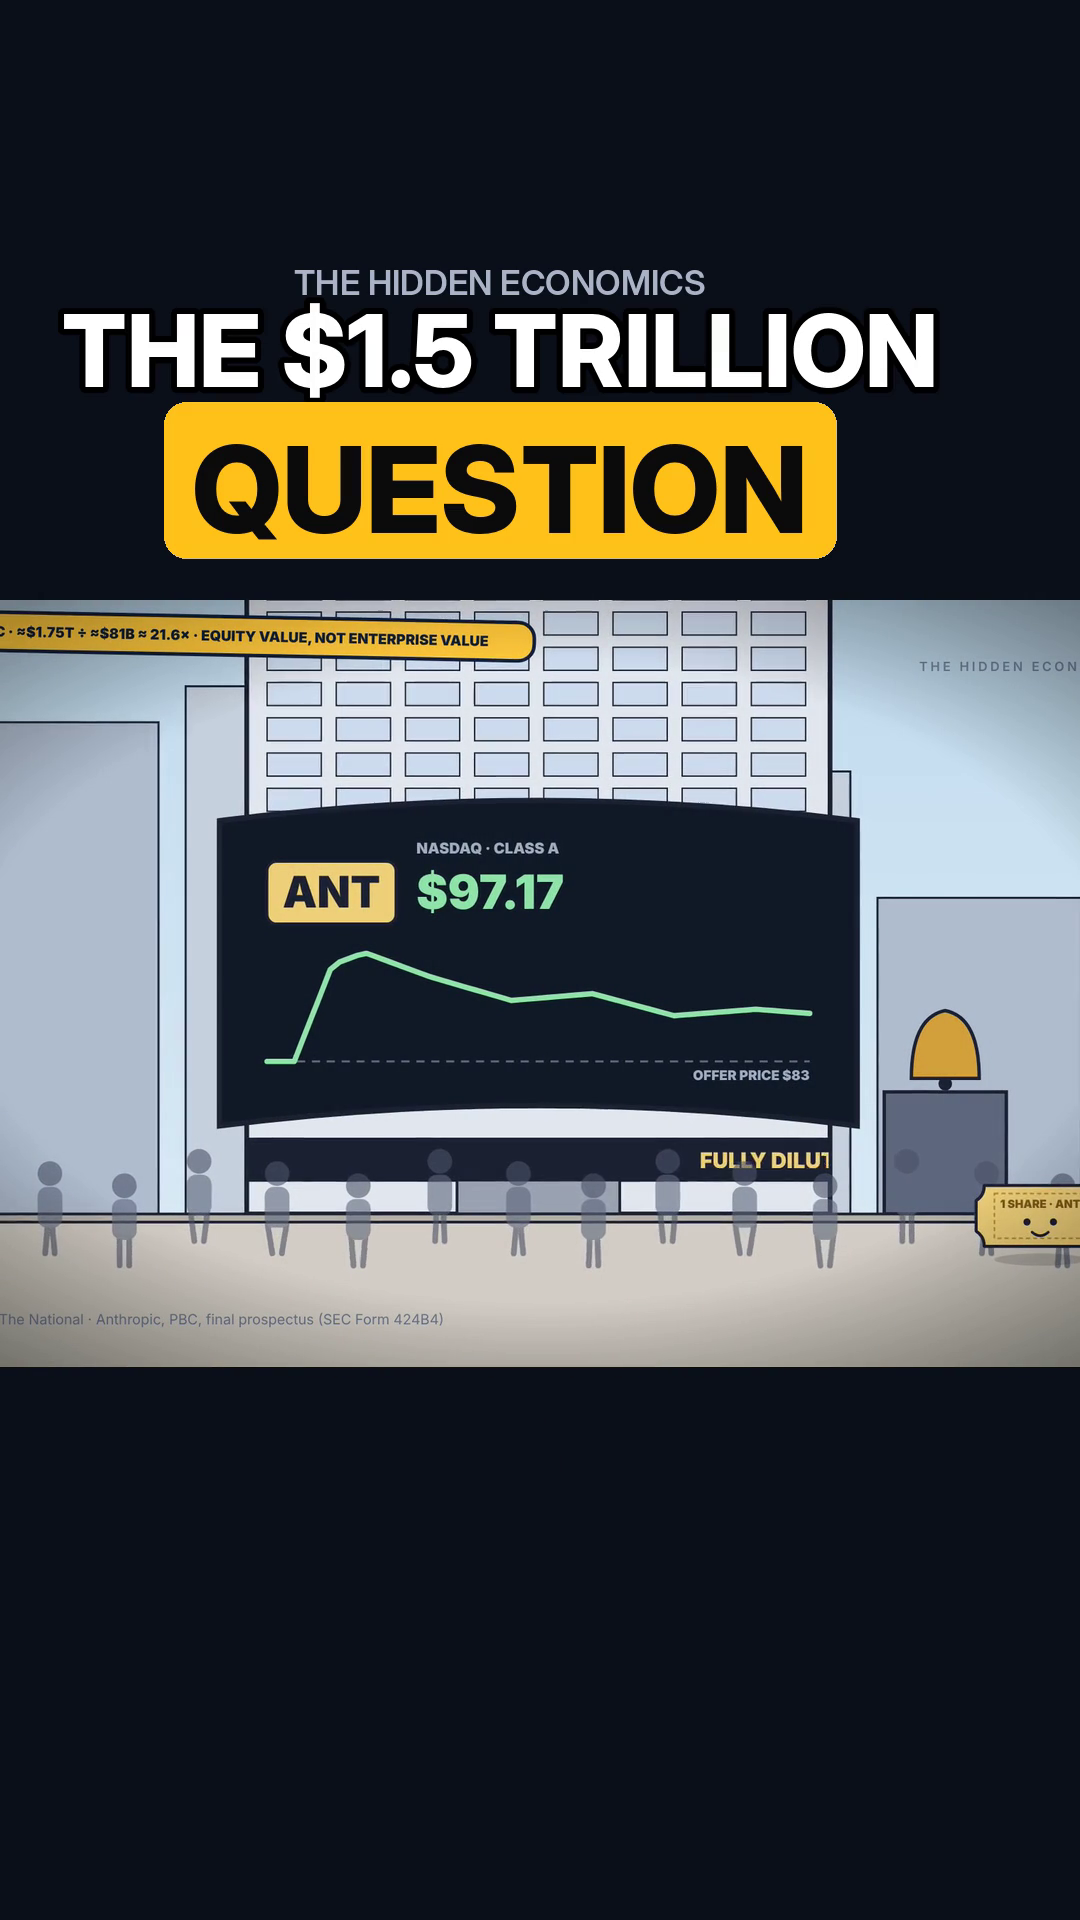 THE HIDDEN ECONOMICS
THE $1.5 TRILLION
QUESTION
· ≈$1.75T ÷ ≈$81B ≈ 21.6× · EQUITY VALUE, NOT ENTERPRISE VALUE
THE HIDDEN ECON
NASDAQ · CLASS A
ANT $97.17
OFFER PRICE $83
FULLY DILUT
1 SHARE · ANT
The National · Anthropic, PBC, final prospectus (SEC Form 424B4)